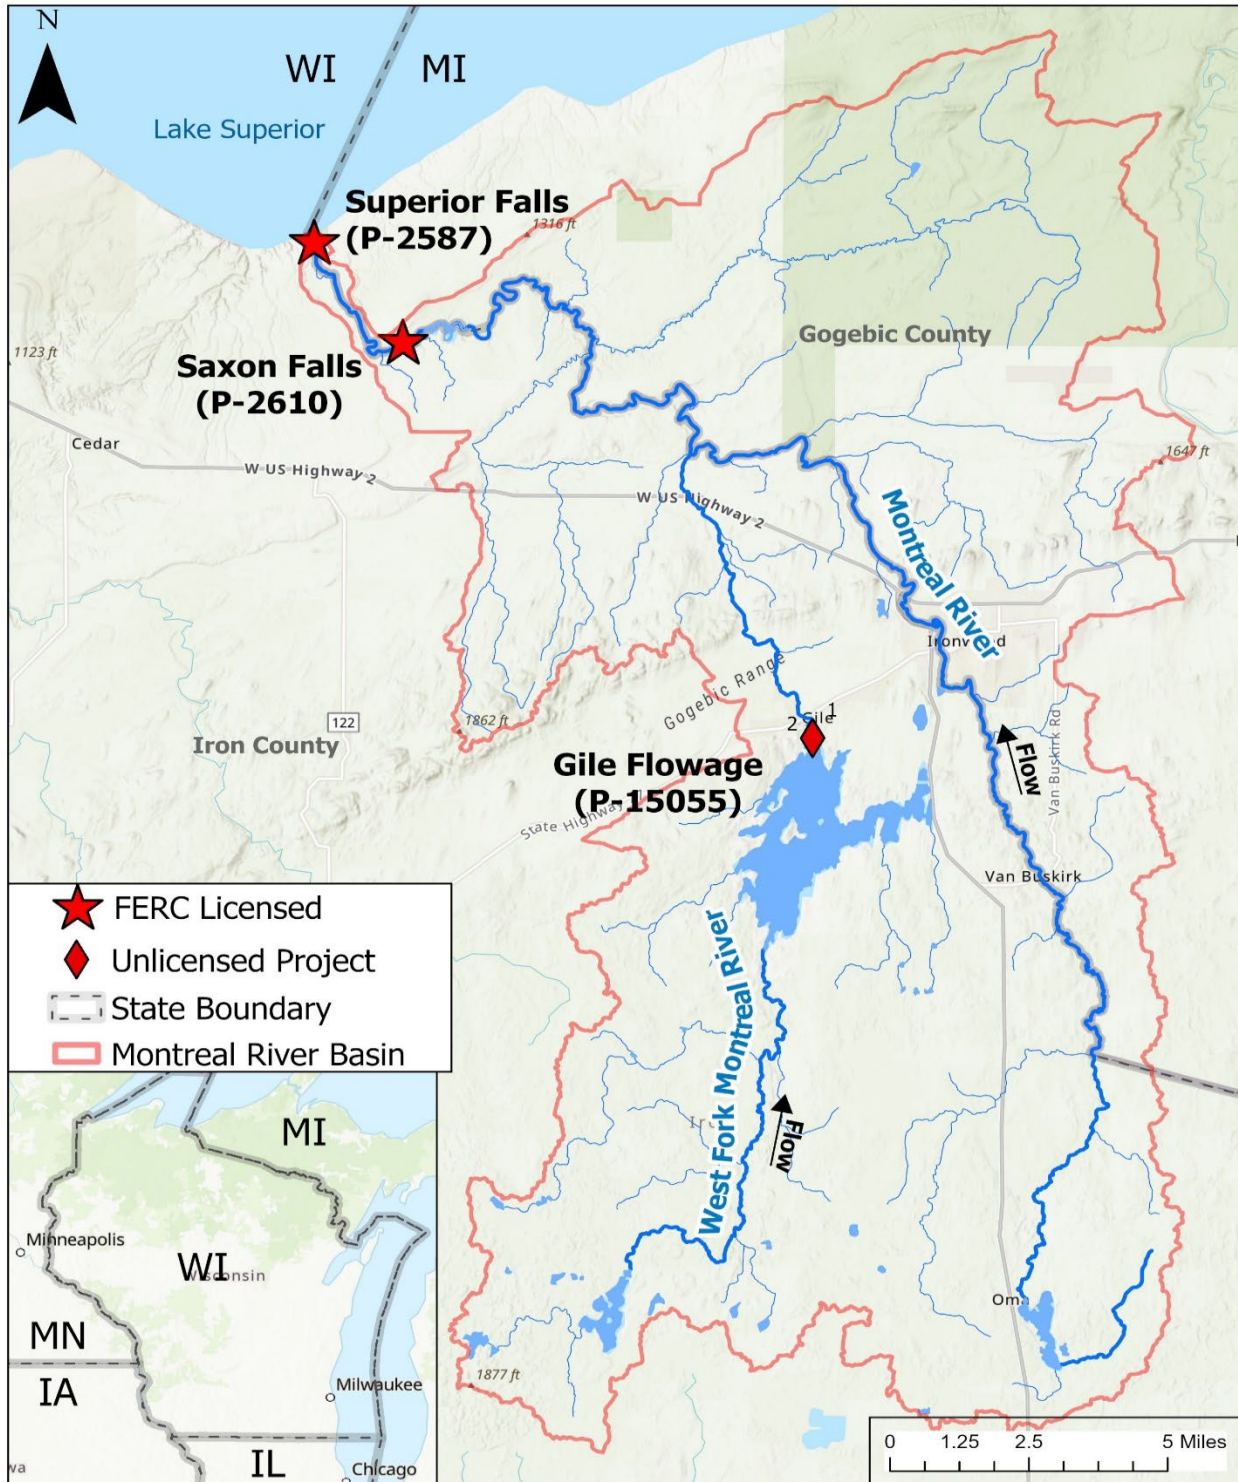 N
WI
MI
Lake Superior
Superior Falls
(P-2587)
1316 ft
Gogebic County
Saxon Falls
(P-2610)
1123 ft
Cedar
W US Highway 2
W US Highway 2
1647 ft
Montreal River
Ironwood
Gogebic Range
122
1862 ft
Iron County
1
Gile
2
Gile Flowage
(P-15055)
State Highway
Flow
Van Buskirk Rd
Van Buskirk
West Fork Montreal River
Flow
1877 ft
FERC Licensed
Unlicensed Project
State Boundary
Montreal River Basin
MI
Minneapolis
WI
Wisconsin
MN
IA
Milwaukee
IL
Chicago
0 1.25 2.5 5 Miles